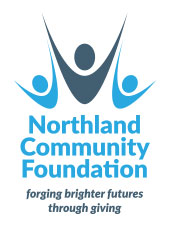 Northland
Community
Foundation
forging brighter futures
through giving